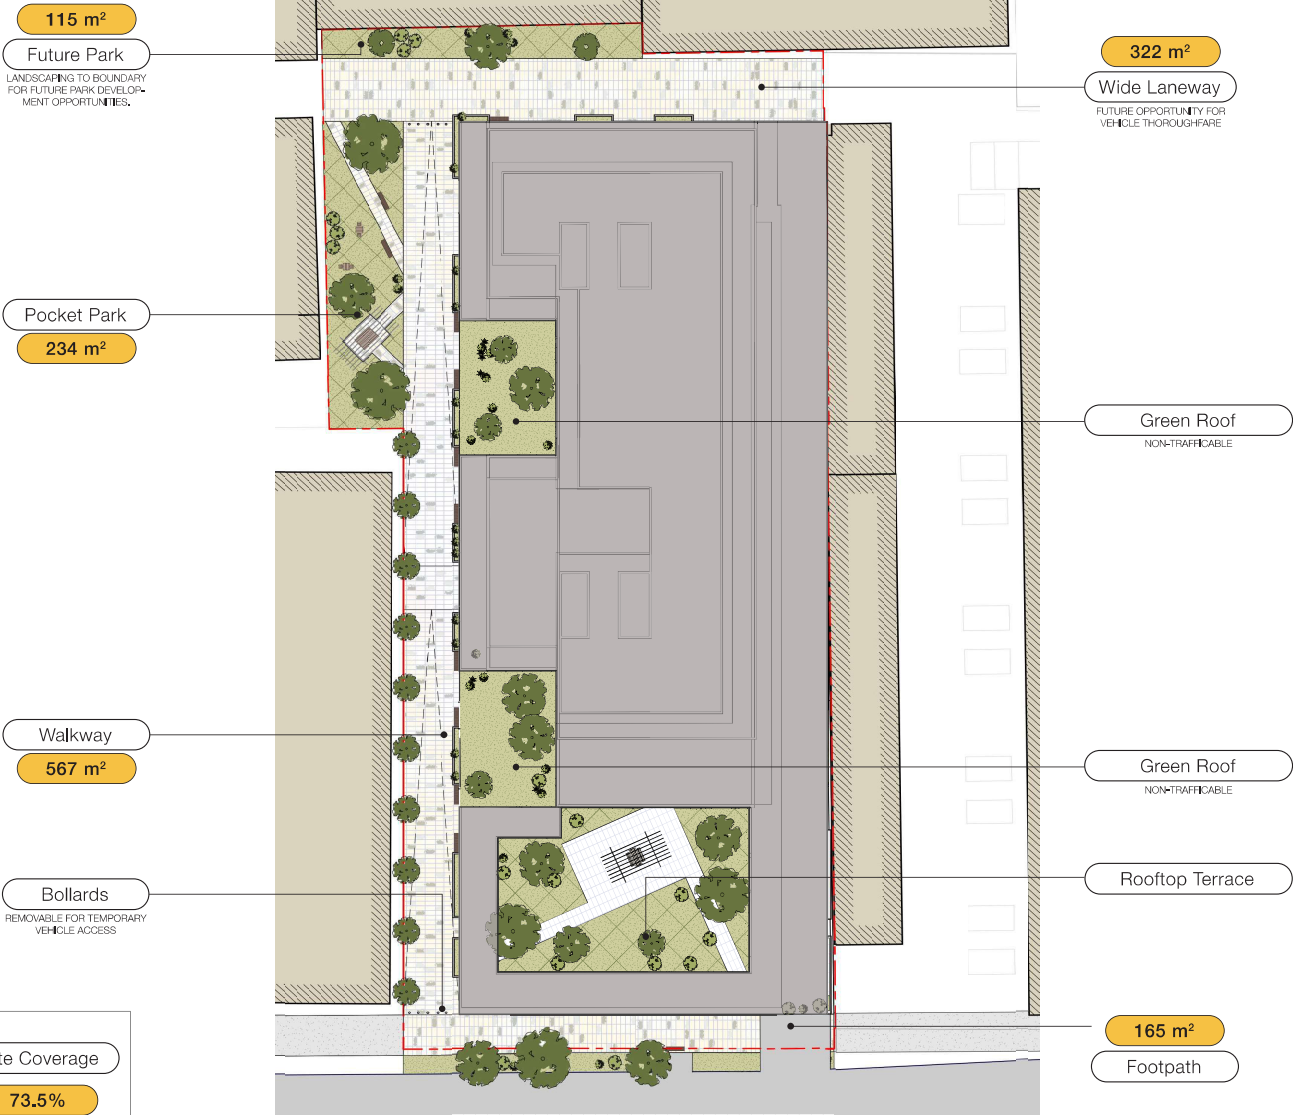 115 m²
Future Park
LANDSCAPING TO BOUNDARY
FOR FUTURE PARK DEVELOP-
MENT OPPORTUNITIES.
Pocket Park
234 m²
Walkway
567 m²
Bollards
REMOVABLE FOR TEMPORARY
VEHICLE ACCESS
Coverage
73.5%
322 m²
Wide Laneway
FUTURE OPPORTUNITY FOR
VEHICLE THOROUGHFARE
Green Roof
NON-TRAFFICABLE
Green Roof
NON-TRAFFICABLE
Rooftop Terrace
165 m²
Footpath